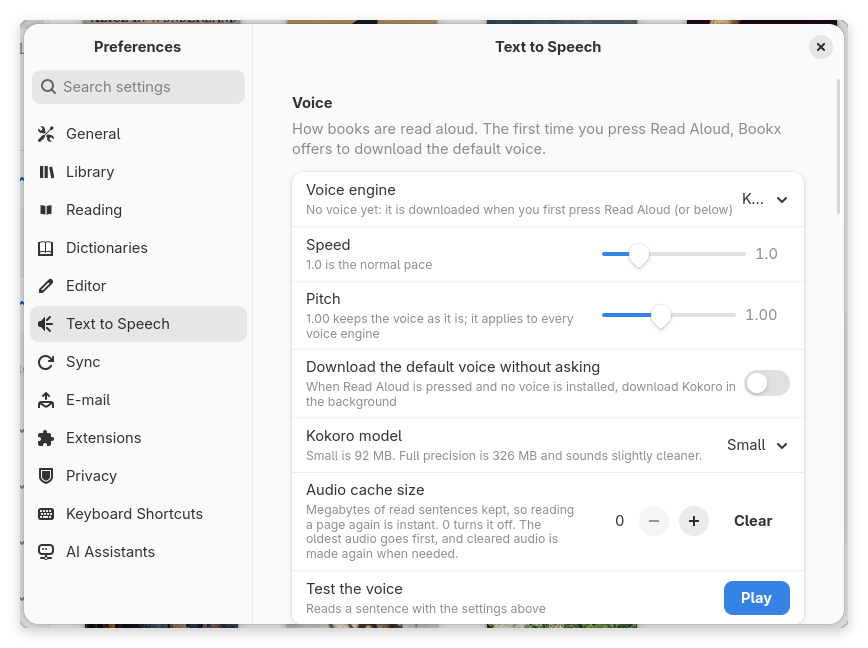 ALICE IN WONDERLAND
Preferences
Text to Speech
Search settings
General
Library
Reading
Dictionaries
Editor
Text to Speech
Sync
E-mail
Extensions
Privacy
Keyboard Shortcuts
AI Assistants
Voice
How books are read aloud. The first time you press Read Aloud, Bookx
offers to download the default voice.
Voice engine
No voice yet: it is downloaded when you first press Read Aloud (or below)
K...
Speed
1.0 is the normal pace
1.0
Pitch
1.00 keeps the voice as it is; it applies to every
voice engine
1.00
Download the default voice without asking
When Read Aloud is pressed and no voice is installed, download Kokoro in
the background
Kokoro model
Small is 92 MB. Full precision is 326 MB and sounds slightly cleaner.
Small
Audio cache size
Megabytes of read sentences kept, so reading
a page again is instant. 0 turns it off. The
oldest audio goes first, and cleared audio is
made again when needed.
0
Clear
Test the voice
Reads a sentence with the settings above
Play